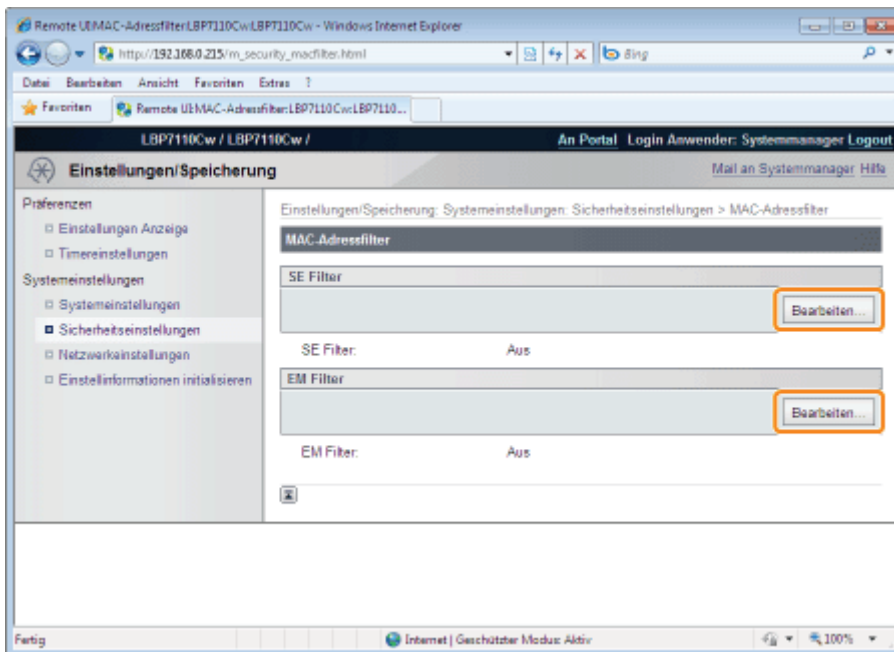 Remote UI:MAC-Adressfilter:LBP7110Cw:LBP7110Cw - Windows Internet Explorer
http://192.168.0.215/m_security_macfilter.html
Bing
Datei Bearbeiten Ansicht Favoriten Extras ?
Favoriten Remote UI:MAC-Adressfilter:LBP7110Cw:LBP7110...
LBP7110Cw / LBP7110Cw / An Portal Login Anwender: Systemmanager Logout
Einstellungen/Speicherung Mail an Systemmanager Hilfe
Präferenzen
Einstellungen Anzeige
Timereinstellungen
Systemeinstellungen
Systemeinstellungen
Sicherheitseinstellungen
Netzwerkeinstellungen
Einstellinformationen initialisieren
Einstellungen/Speicherung: Systemeinstellungen: Sicherheitseinstellungen > MAC-Adressfilter
MAC-Adressfilter
SE Filter
Bearbeiten...
SE Filter: Aus
EM Filter
Bearbeiten...
EM Filter: Aus
Fertig Internet | Geschützter Modus: Aktiv 100%